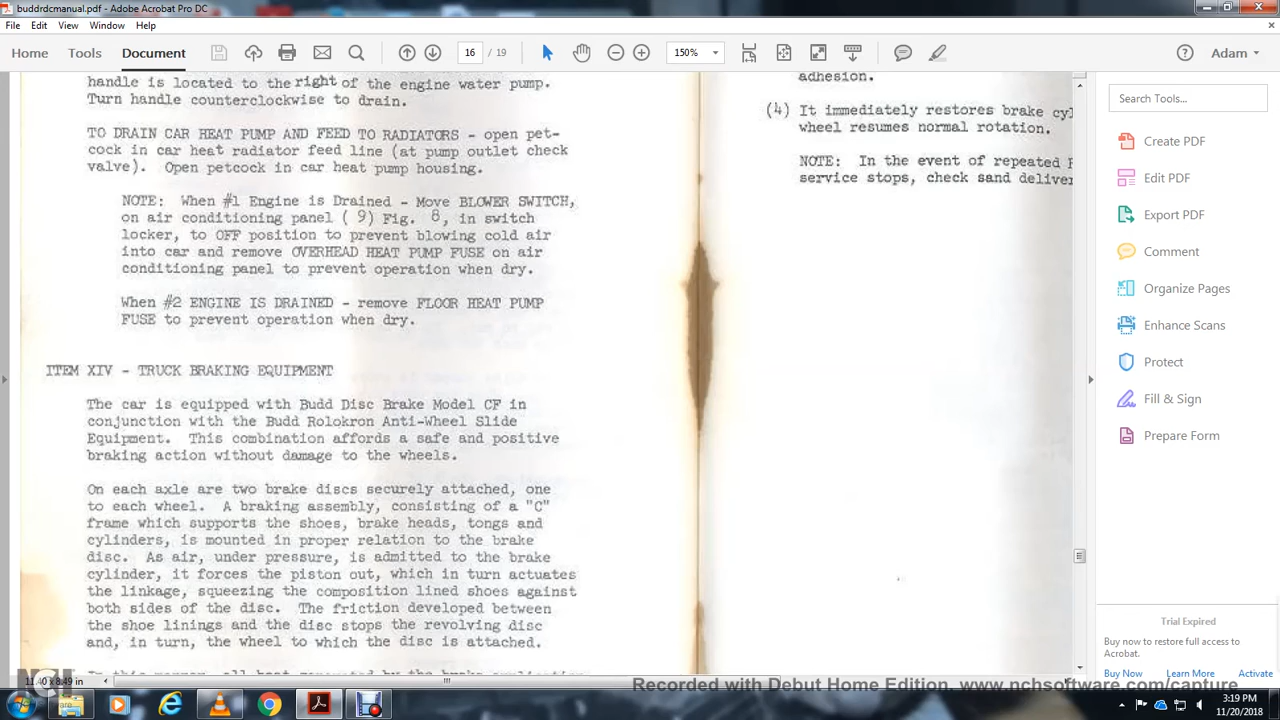 buddrdcmanual.pdf - Adobe Acrobat Pro DC
File Edit View Window Help
Home Tools Document 16 / 19 150% Adam
handle is located to the right of the engine water pump.
Turn handle counterclockwise to drain.
TO DRAIN CAR HEAT PUMP AND FEED TO RADIATORS - open pet-
cock in car heat radiator feed line (at pump outlet check
valve). Open petcock in car heat pump housing.
NOTE: When #1 Engine is Drained - Move BLOWER SWITCH,
on air conditioning panel ( 9) Fig. 8, in switch
locker, to OFF position to prevent blowing cold air
into car and remove OVERHEAD HEAT PUMP FUSE on air
conditioning panel to prevent operation when dry.
When #2 ENGINE IS DRAINED - remove FLOOR HEAT PUMP
FUSE to prevent operation when dry.
ITEM XIV - TRUCK BRAKING EQUIPMENT
The car is equipped with Budd Disc Brake Model CF in
conjunction with the Budd Rolokron Anti-Wheel Slide
Equipment. This combination affords a safe and positive
braking action without damage to the wheels.
On each axle are two brake discs securely attached, one
to each wheel. A braking assembly, consisting of a "C"
frame which supports the shoes, brake heads, tongs and
cylinders, is mounted in proper relation to the brake
disc. As air, under pressure, is admitted to the brake
cylinder, it forces the piston out, which in turn actuates
the linkage, squeezing the composition lined shoes against
both sides of the disc. The friction developed between
the shoe linings and the disc stops the revolving disc
and, in turn, the wheel to which the disc is attached.
adhesion.
(4) It immediately restores brake cyl
wheel resumes normal rotation.
NOTE: In the event of repeated
service stops, check sand deliver
Search Tools...
Create PDF
Edit PDF
Export PDF
Comment
Organize Pages
Enhance Scans
Protect
Fill & Sign
Prepare Form
Trial Expired
Buy now to restore full access to
Acrobat.
Buy Now Learn More Activate
11.40 x 8.49 in
Recorded with Debut Home Edition. www.nchsoftware.com/capture
3:19 PM
11/20/2018